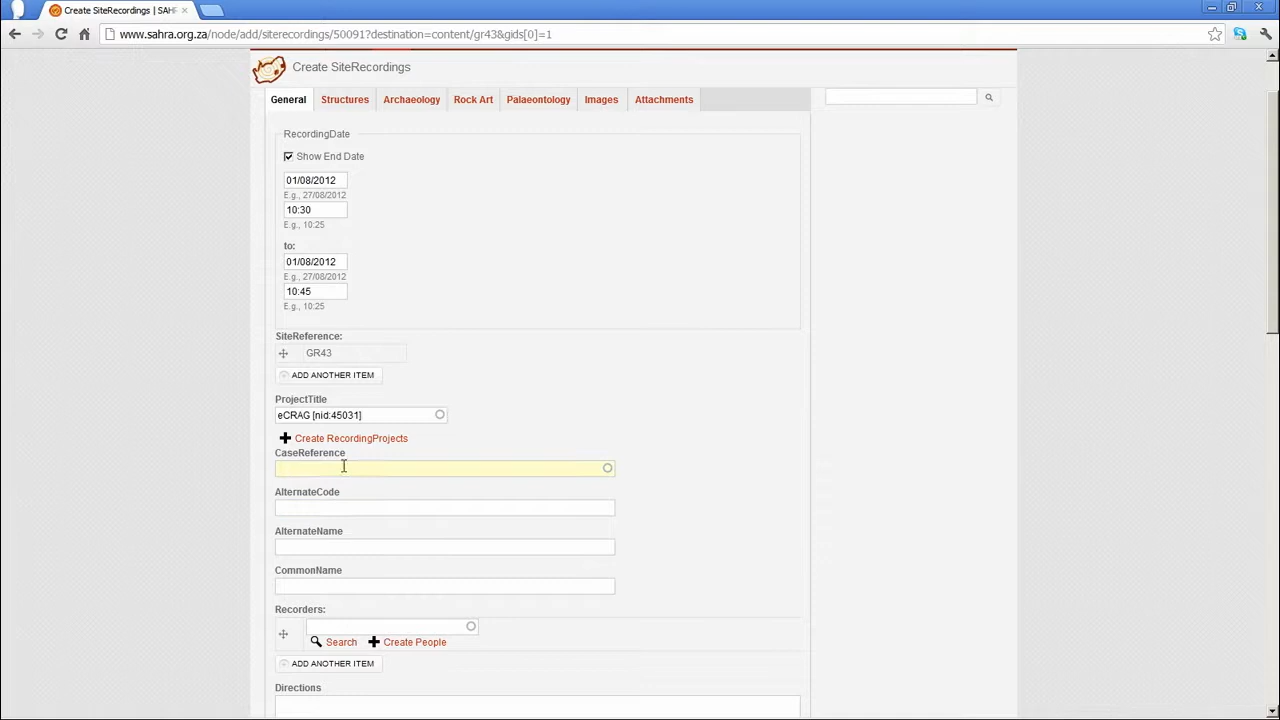 Create SiteRecordings | SAHR
www.sahra.org.za/node/add/siterecordings/50091?destination=content/gr43&gids[0]=1
Create SiteRecordings
General Structures Archaeology Rock Art Palaeontology Images Attachments
RecordingDate
Show End Date
01/08/2012
E.g., 27/08/2012
10:30
E.g., 10:25
to:
01/08/2012
E.g., 27/08/2012
10:45
E.g., 10:25
SiteReference:
GR43
ADD ANOTHER ITEM
ProjectTitle
eCRAG [nid:45031]
Create RecordingProjects
CaseReference
AlternateCode
AlternateName
CommonName
Recorders:
Search Create People
ADD ANOTHER ITEM
Directions